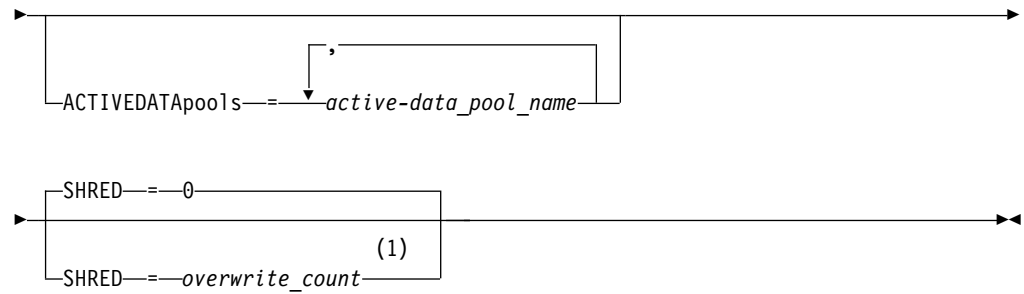 ,
ACTIVEDATApools = active-data_pool_name
SHRED = 0
(1)
SHRED = overwrite_count